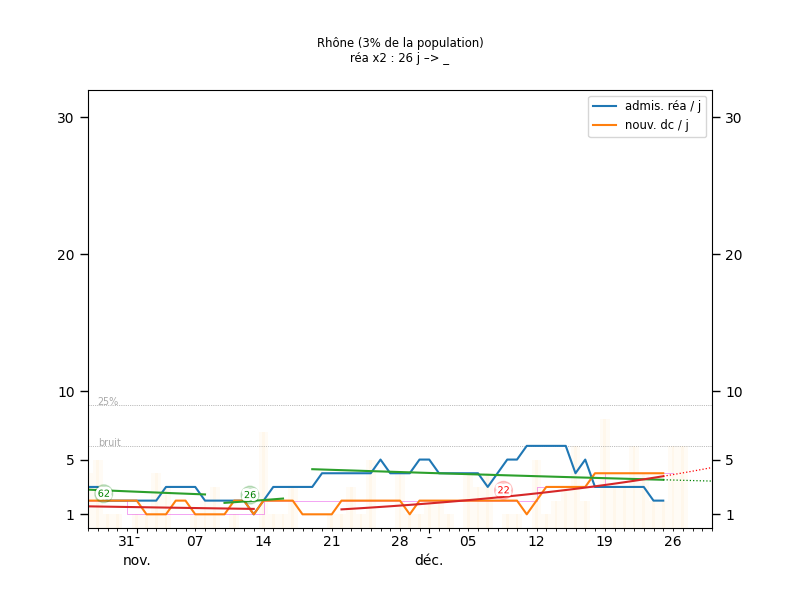 Rhône (3% de la population)
réa x2 : 26 j –> _
admis. réa / j
nouv. dc / j
30
30
20
20
10
10
25%
bruit
5
5
62
26
22
1
1
31 07 14 21 28 05 12 19 26
nov. déc.